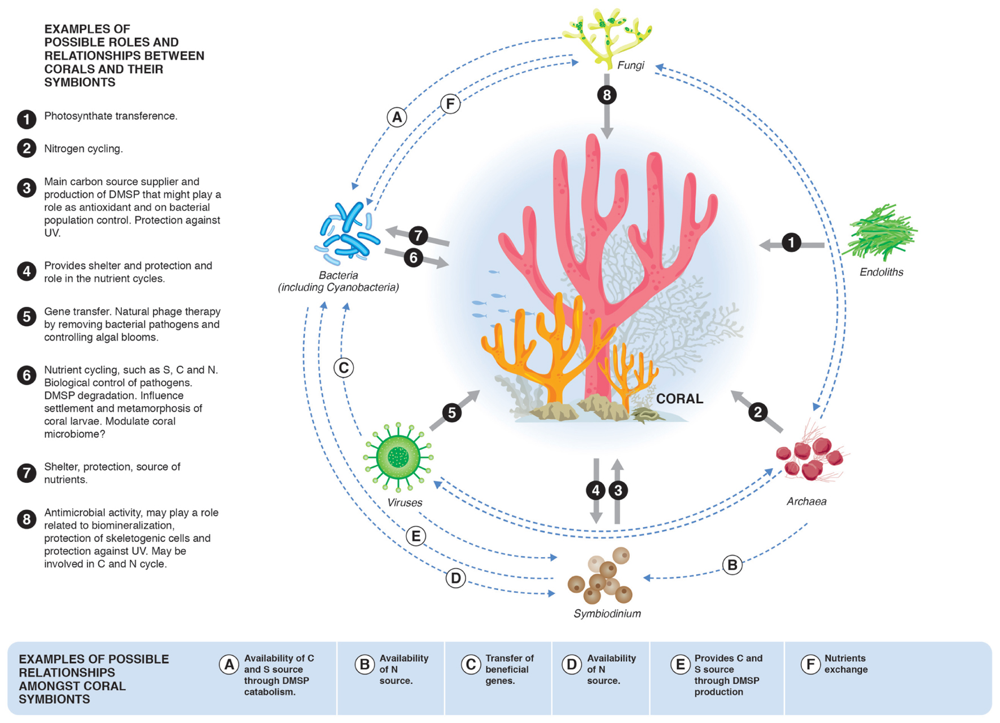 EXAMPLES OF
POSSIBLE ROLES AND
RELATIONSHIPS BETWEEN
CORALS AND THEIR
SYMBIONTS
1 Photosynthate transference.
2 Nitrogen cycling.
3 Main carbon source supplier and
production of DMSP that might play a
role as antioxidant and on bacterial
population control. Protection against
UV.
4 Provides shelter and protection and
role in the nutrient cycles.
5 Gene transfer. Natural phage therapy
by removing bacterial pathogens and
controlling algal blooms.
6 Nutrient cycling, such as S, C and N.
Biological control of pathogens.
DMSP degradation. Influence
settlement and metamorphosis of
coral larvae. Modulate coral
microbiome?
7 Shelter, protection, source of
nutrients.
8 Antimicrobial activity, may play a role
related to biomineralization,
protection of skeletogenic cells and
protection against UV. May be
involved in C and N cycle.
Fungi
8
F
A
7
6
1
Bacteria
(including Cyanobacteria)
Endoliths
C
CORAL
5
2
Viruses
4
3
Archaea
E
B
D
Symbiodinium
EXAMPLES OF POSSIBLE
RELATIONSHIPS
AMONGST CORAL
SYMBIONTS
A Availability of C
and S source
through DMSP
catabolism.
B Availability
of N
source.
C Transfer of
beneficial
genes.
D Availability
of N
source.
E Provides C and
S source
through DMSP
production
F Nutrients
exchange